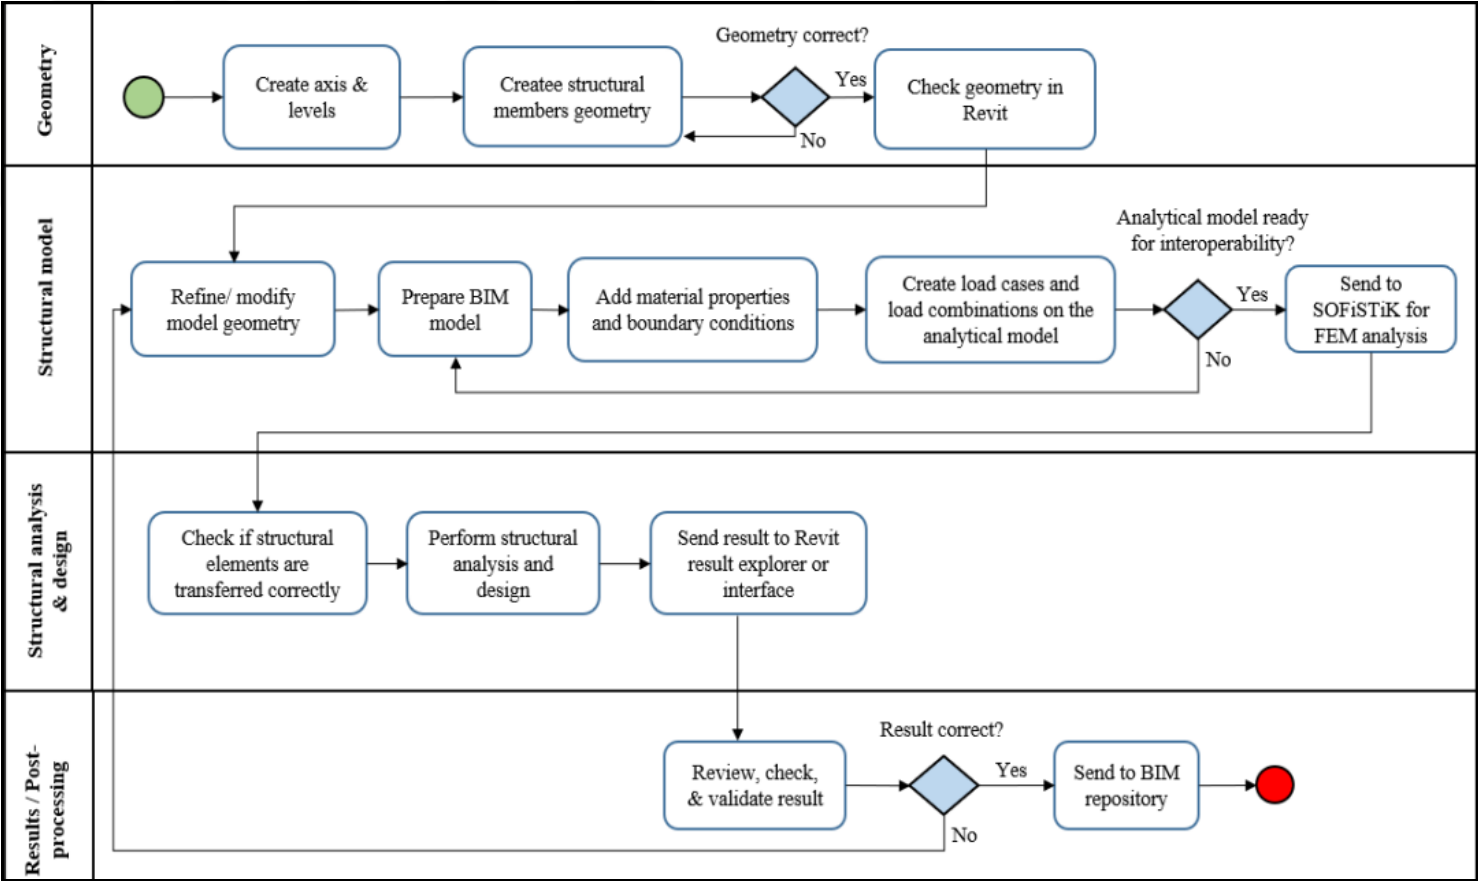 Geometry
Create axis &
levels
Createe structural
members geometry
Geometry correct?
Yes
No
Check geometry in
Revit
Structural model
Refine/ modify
model geometry
Prepare BIM
model
Add material properties
and boundary conditions
Create load cases and
load combinations on the
analytical model
Analytical model ready
for interoperability?
Yes
No
Send to
SOFiSTiK for
FEM analysis
Structural analysis
& design
Check if structural
elements are
transferred correctly
Perform structural
analysis and
design
Send result to Revit
result explorer or
interface
Results / Post-
processing
Review, check,
& validate result
Result correct?
Yes
No
Send to BIM
repository